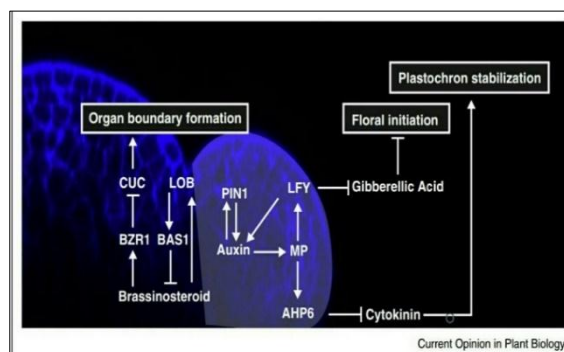 Plastochron stabilization
Organ boundary formation
Floral initiation
CUC
LOB
PIN1
LFY
Gibberellic Acid
BZR1
BAS1
Auxin
MP
Brassinosteroid
AHP6
Cytokinin
Current Opinion in Plant Biology